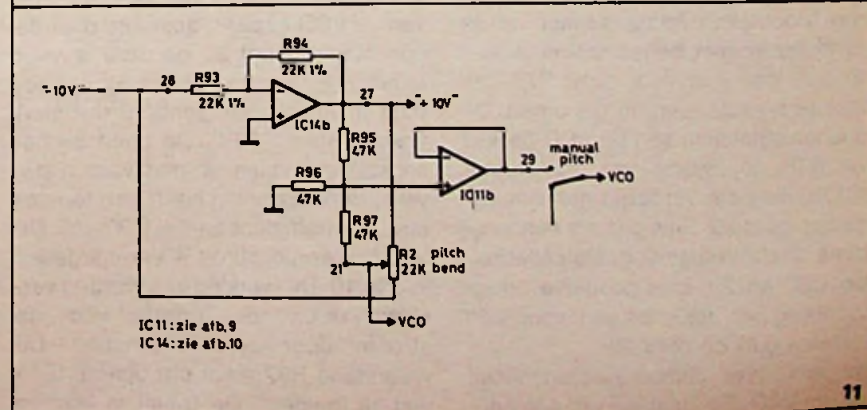 R94
22K 1%
-10V
28
R93
22K 1%
IC14b
27
"+10V"
R95
47K
R96
47K
IC11b
29
manual
pitch
VCO
R97
47K
21
R2
22K
pitch
bend
VCO
IC11:zie afb.9
IC14:zie afb.10
11